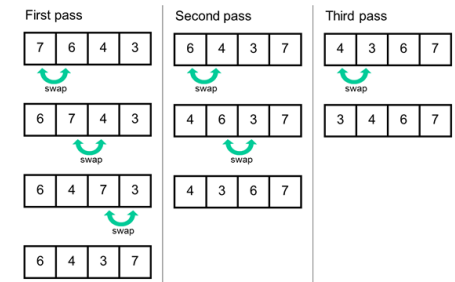 First pass
7 6 4 3
swap
6 7 4 3
swap
6 4 7 3
swap
6 4 3 7
Second pass
6 4 3 7
swap
4 6 3 7
swap
4 3 6 7
Third pass
4 3 6 7
swap
3 4 6 7